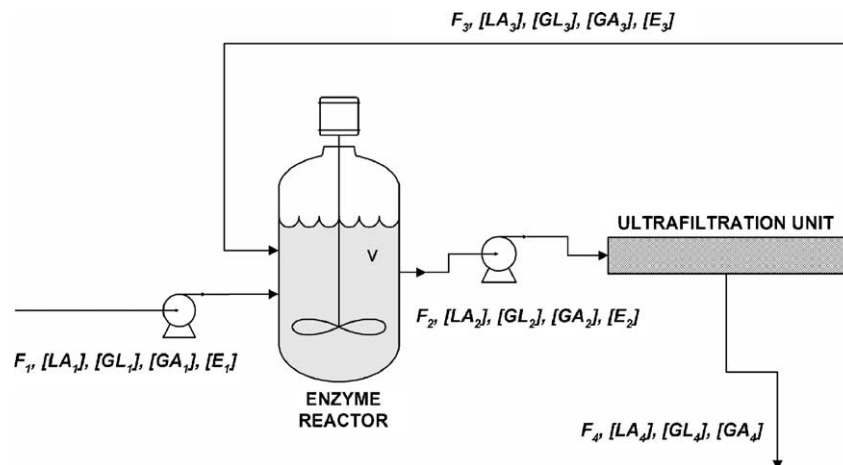 F3, [LA3], [GL3], [GA3], [E3]
ULTRAFILTRATION UNIT
V
F2, [LA2], [GL2], [GA2], [E2]
F1, [LA1], [GL1], [GA1], [E1]
ENZYME
REACTOR
F4, [LA4], [GL4], [GA4]